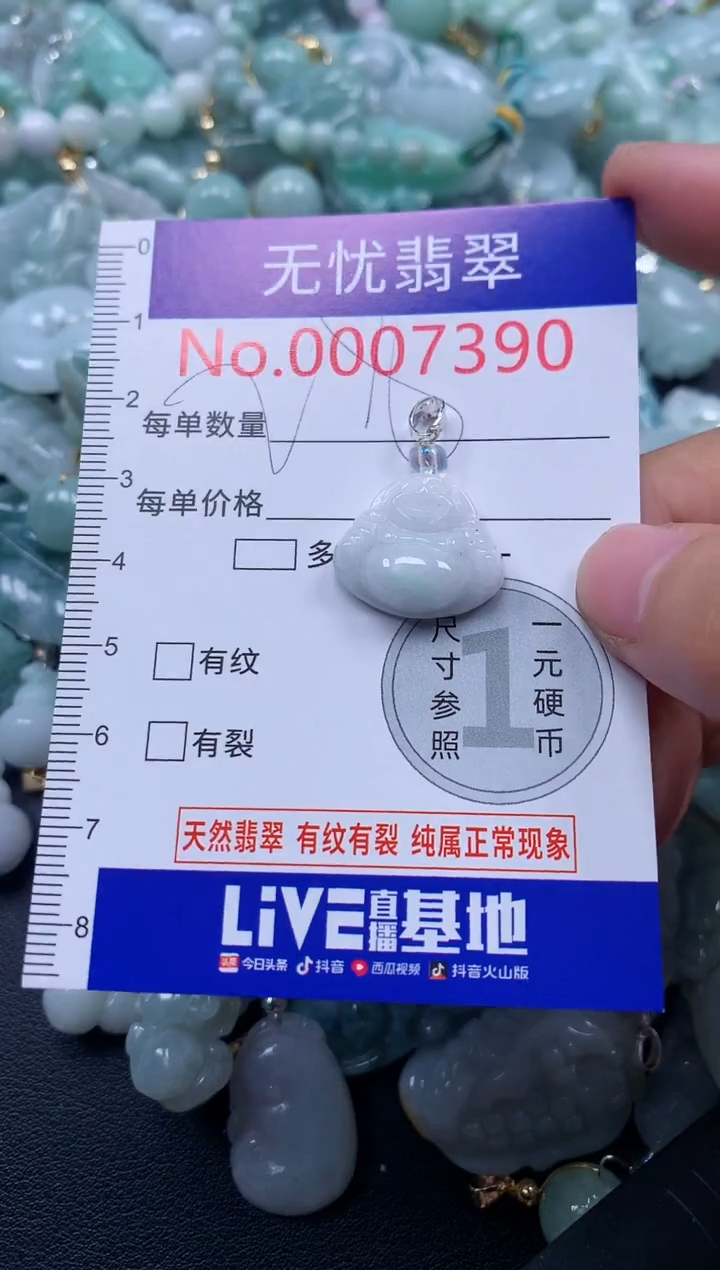 无忧翡翠
No.0007390
每单数量
每单价格
多
有纹
有裂
尺寸参照
1
一元硬币
天然翡翠 有纹有裂 纯属正常现象
LiVE直播基地
头条 今日头条 抖音 西瓜视频 抖音火山版
0
1
2
3
4
5
6
7
8